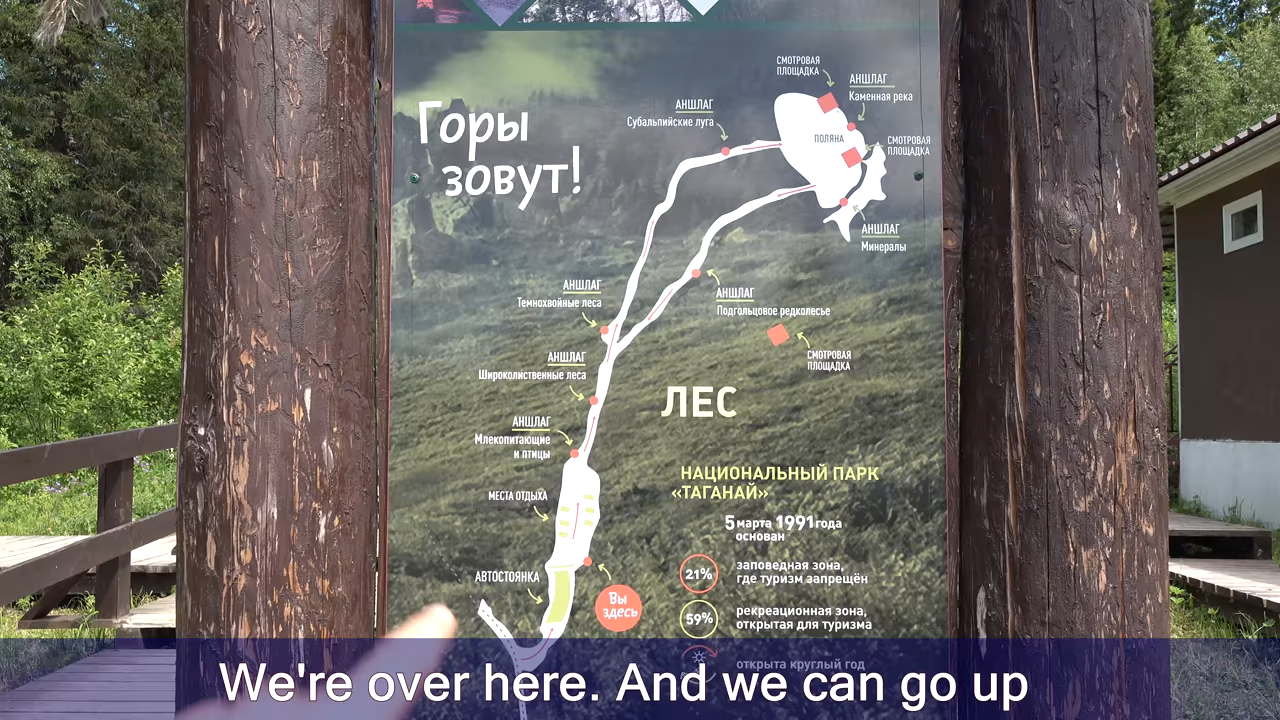 Горы
зовут!
СМОТРОВАЯ
ПЛОЩАДКА
АНШЛАГ
Каменная река
АНШЛАГ
Субальпийские луга
ПОЛЯНА
СМОТРОВАЯ
ПЛОЩАДКА
АНШЛАГ
Минералы
АНШЛАГ
Темнохвойные леса
АНШЛАГ
Подгольцовое редколесье
СМОТРОВАЯ
ПЛОЩАДКА
АНШЛАГ
Широколиственные леса
ЛЕС
АНШЛАГ
Млекопитающие
и птицы
МЕСТА ОТДЫХА
АВТОСТОЯНКА
Вы
здесь
НАЦИОНАЛЬНЫЙ ПАРК
«ТАГАНАЙ»
5 марта 1991 года
основан
21% заповедная зона,
где туризм запрещён
59% рекреационная зона,
открытая для туризма
открыта круглый год
We're over here. And we can go up